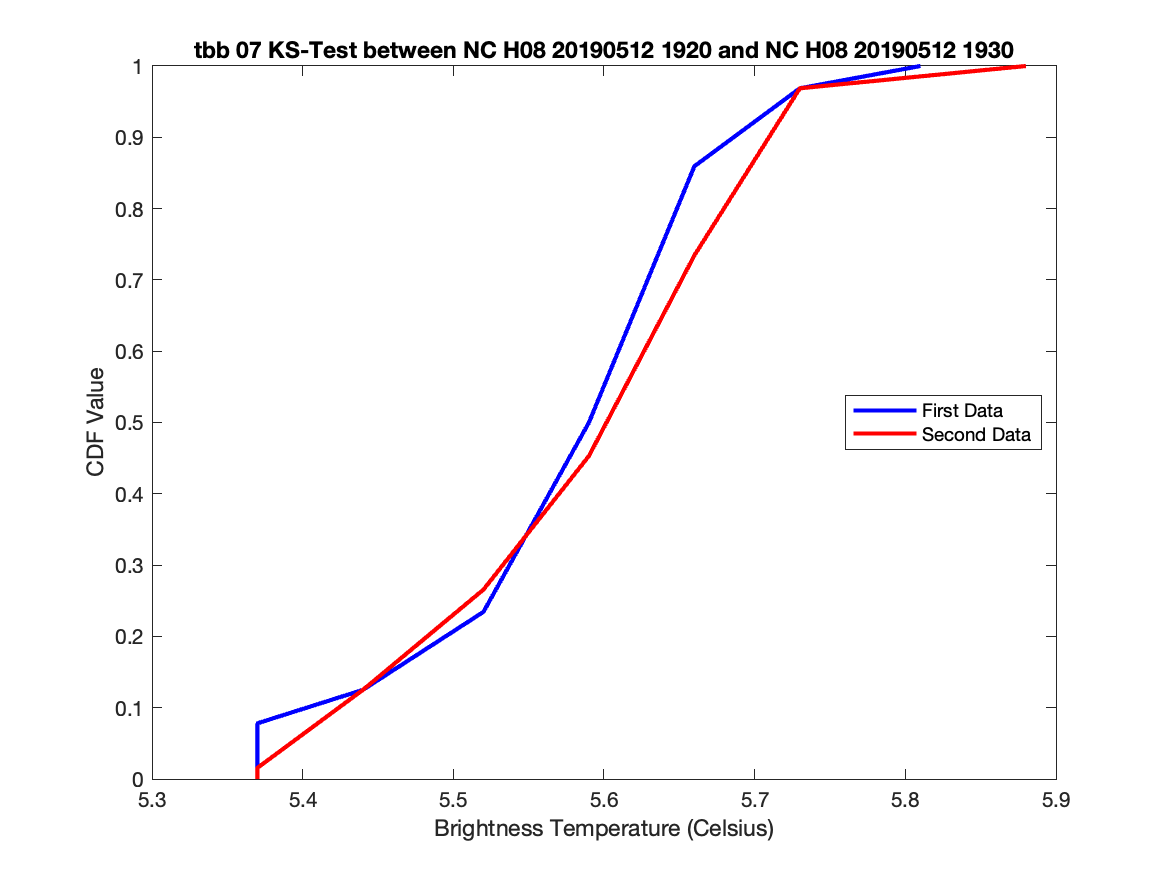 tbb 07 KS-Test between NC H08 20190512 1920 and NC H08 20190512 1930
1
0.9
0.8
0.7
0.6
0.5
0.4
0.3
0.2
0.1
0
CDF Value
First Data
Second Data
5.3 5.4 5.5 5.6 5.7 5.8 5.9
Brightness Temperature (Celsius)